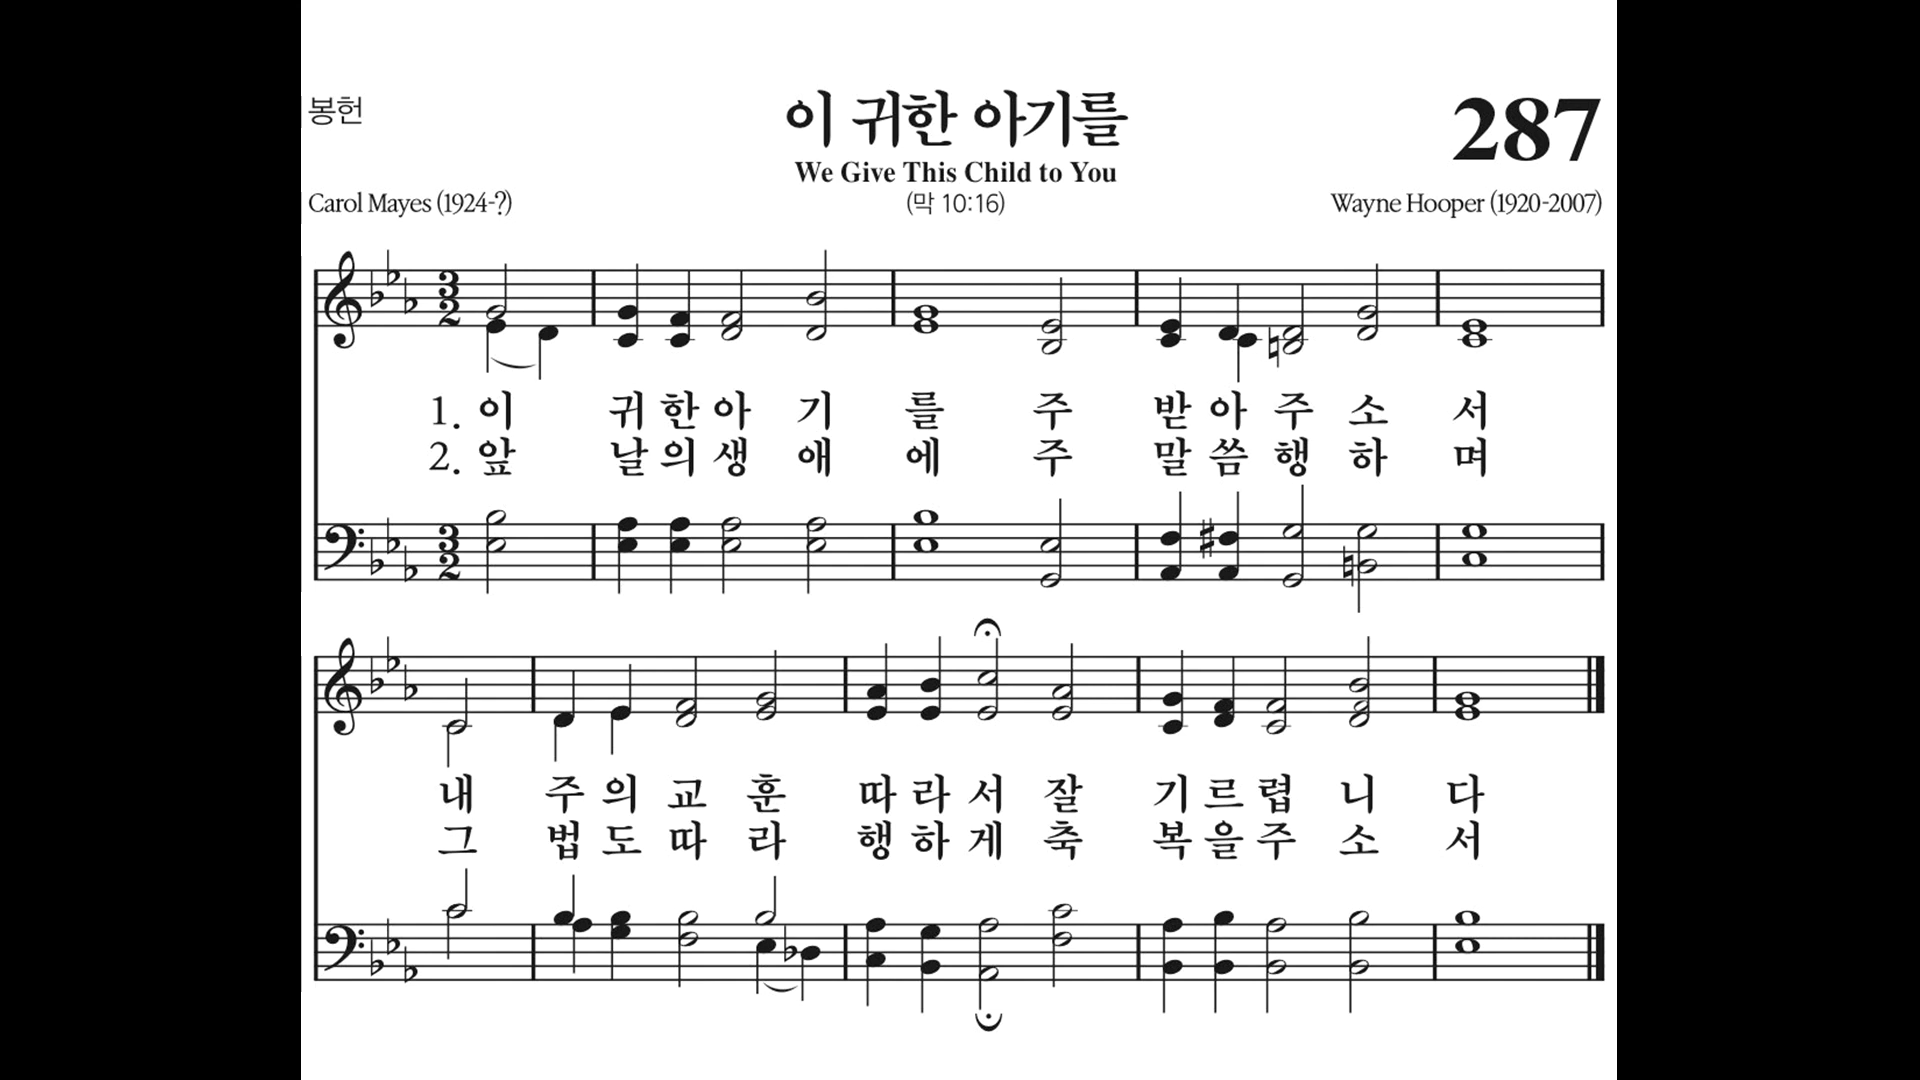 봉헌
이 귀한 아기를
287
We Give This Child to You
Carol Mayes (1924-?)
(막 10:16)
Wayne Hooper (1920-2007)
1. 이 귀 한 아 기 를 주 받 아 주 소 서
2. 앞 날 의 생 애 에 주 말 씀 행 하 며
내 주 의 교 훈 따 라 서 잘 기 르 렵 니 다
그 법 도 따 라 행 하 게 축 복 을 주 소 서